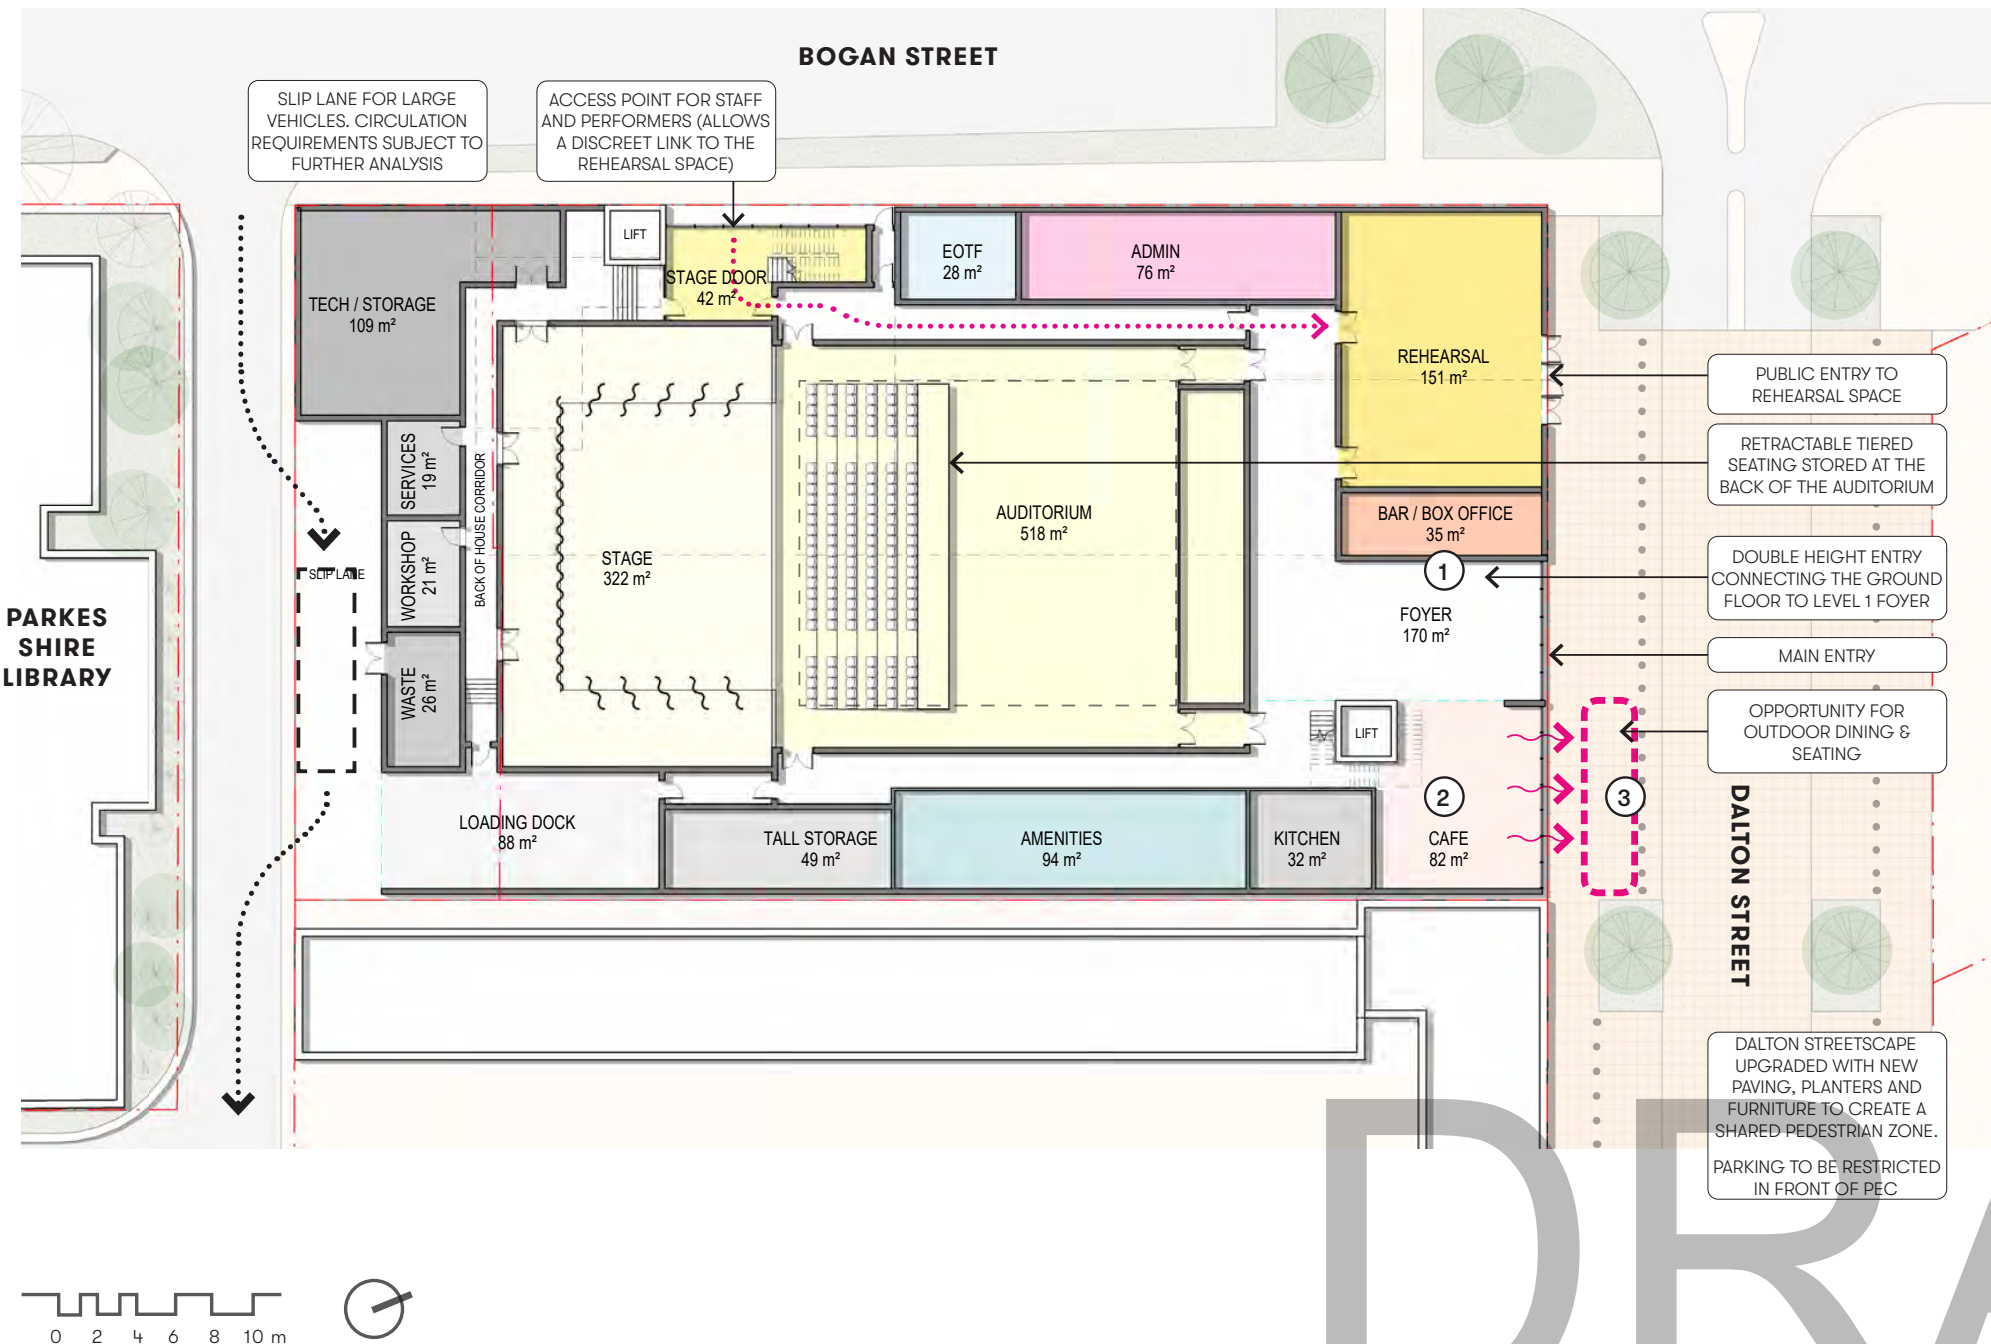 BOGAN STREET
SLIP LANE FOR LARGE
VEHICLES. CIRCULATION
REQUIREMENTS SUBJECT TO
FURTHER ANALYSIS
ACCESS POINT FOR STAFF
AND PERFORMERS (ALLOWS
A DISCREET LINK TO THE
REHEARSAL SPACE)
LIFT
STAGE DOOR
42 m²
EOTF
28 m²
ADMIN
76 m²
TECH / STORAGE
109 m²
REHEARSAL
151 m²
PUBLIC ENTRY TO
REHEARSAL SPACE
RETRACTABLE TIERED
SEATING STORED AT THE
BACK OF THE AUDITORIUM
SERVICES
19 m²
BACK OF HOUSE CORRIDOR
AUDITORIUM
518 m²
BAR / BOX OFFICE
35 m²
STAGE
322 m²
WORKSHOP
21 m²
SLIP LANE
1
DOUBLE HEIGHT ENTRY
CONNECTING THE GROUND
FLOOR TO LEVEL 1 FOYER
FOYER
170 m²
PARKES
SHIRE
LIBRARY
MAIN ENTRY
WASTE
26 m²
OPPORTUNITY FOR
OUTDOOR DINING &
SEATING
LIFT
2
3
DALTON STREET
LOADING DOCK
88 m²
TALL STORAGE
49 m²
AMENITIES
94 m²
KITCHEN
32 m²
CAFE
82 m²
DALTON STREETSCAPE
UPGRADED WITH NEW
PAVING, PLANTERS AND
FURNITURE TO CREATE A
SHARED PEDESTRIAN ZONE.
PARKING TO BE RESTRICTED
IN FRONT OF PEC
DRA
0 2 4 6 8 10 m